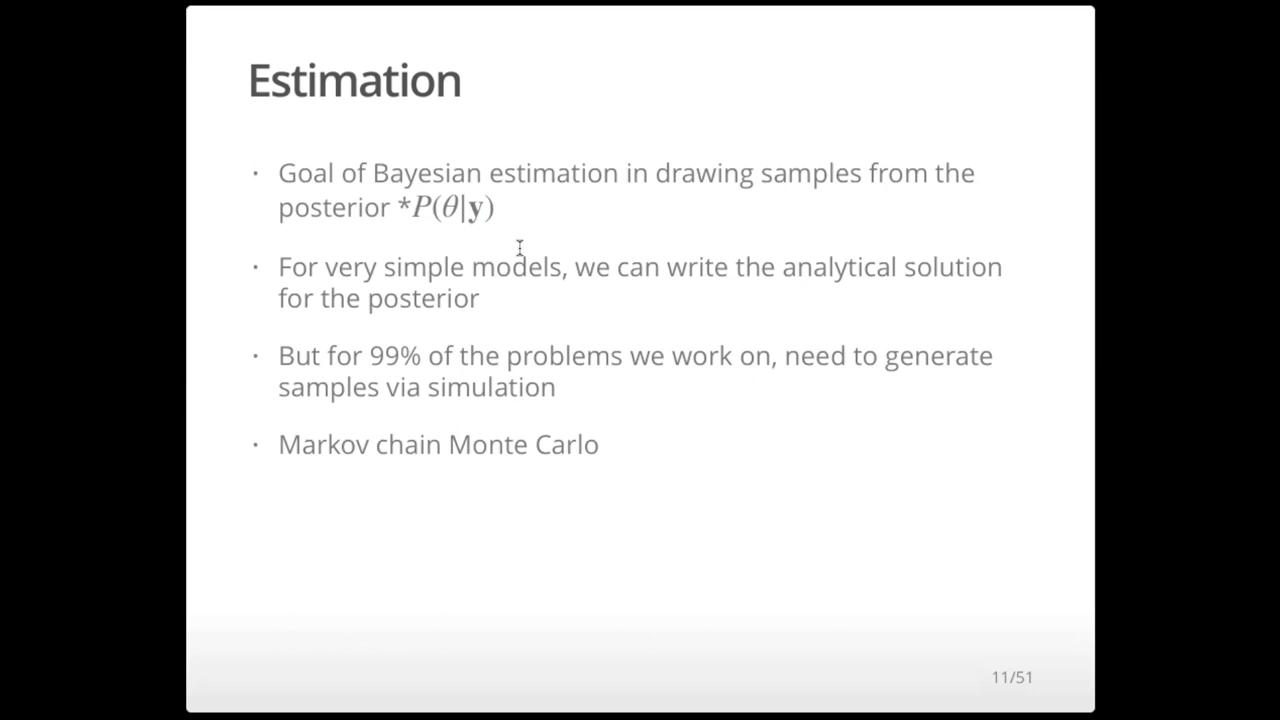 Estimation
· Goal of Bayesian estimation in drawing samples from the
posterior *P(θ|y)
· For very simple models, we can write the analytical solution
for the posterior
· But for 99% of the problems we work on, need to generate
samples via simulation
· Markov chain Monte Carlo
11/51